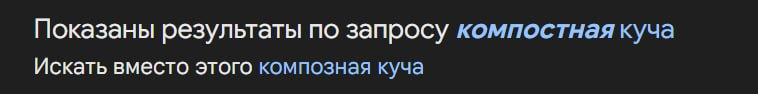 Показаны результаты по запросу компостная куча
Искать вместо этого композная куча